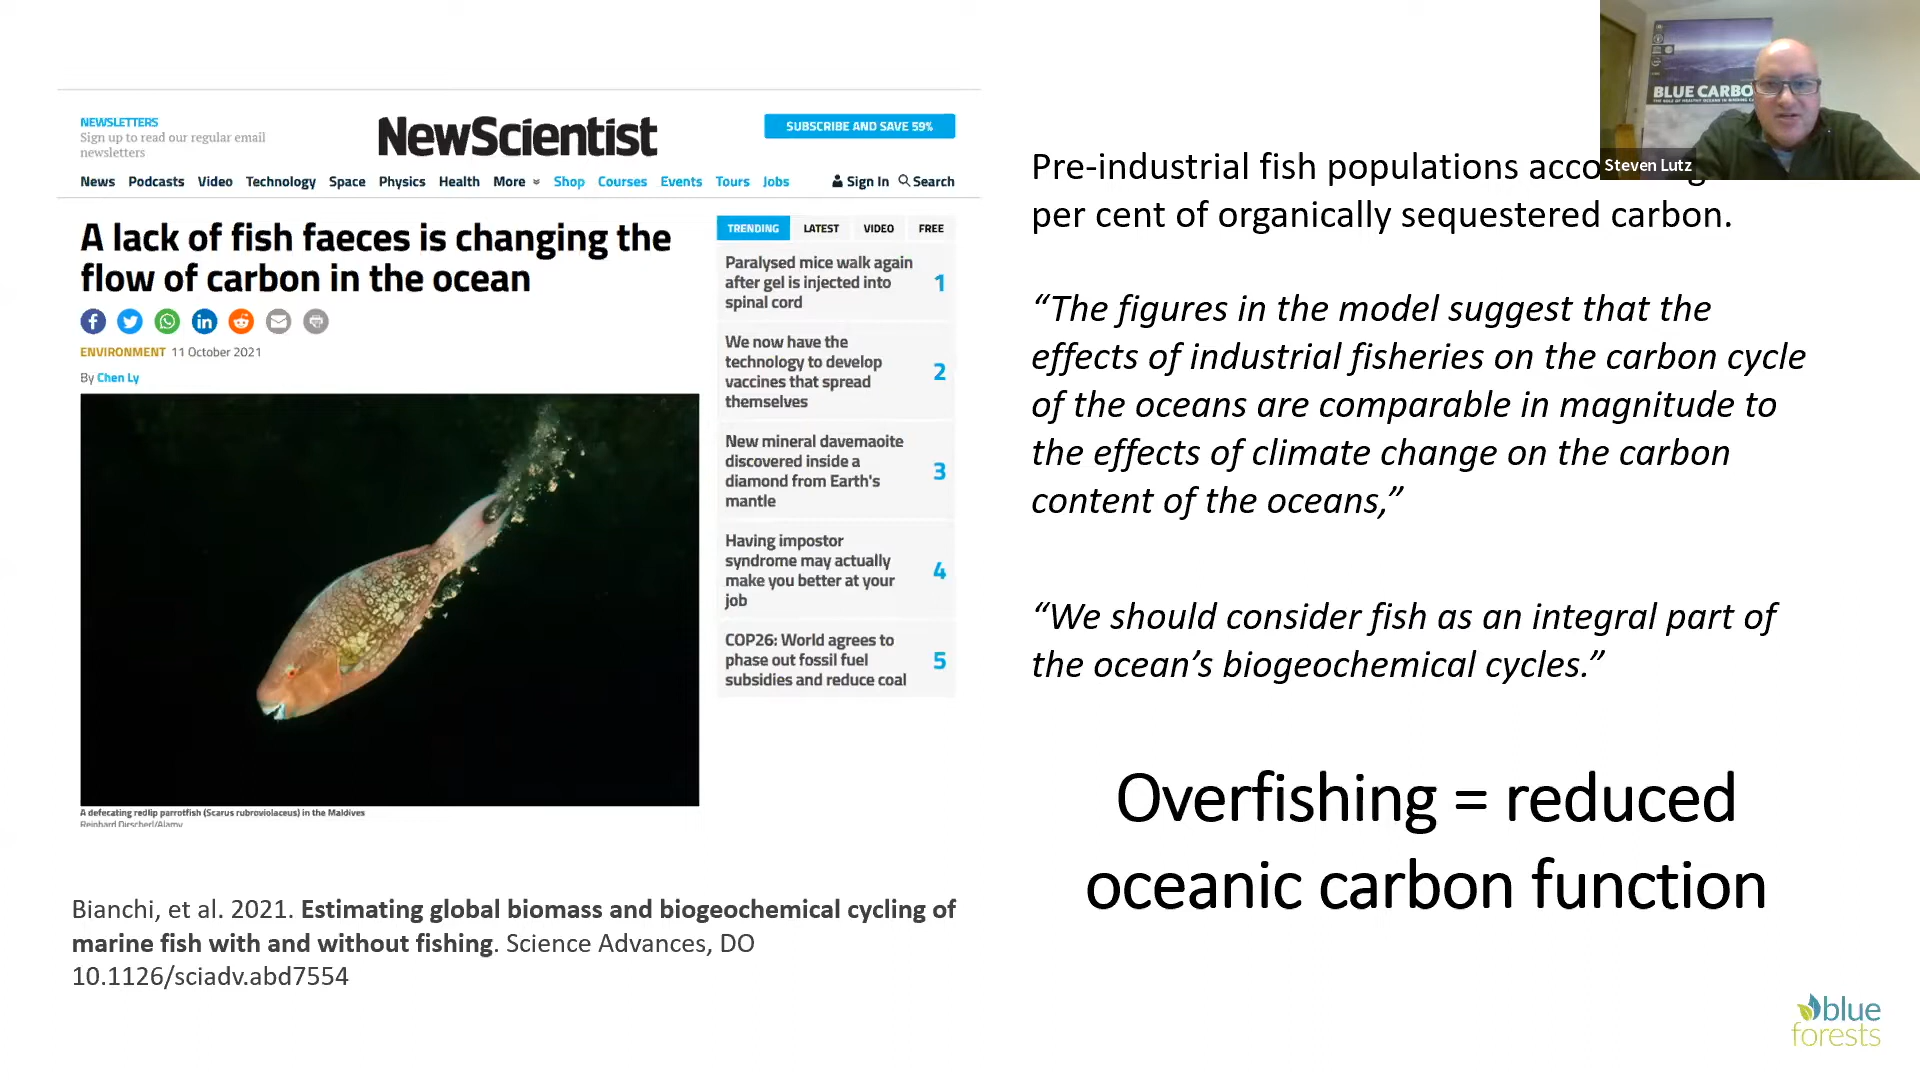 NEWSLETTERS
Sign up to read our regular email
newsletters
NewScientist
SUBSCRIBE AND SAVE 59%
News Podcasts Video Technology Space Physics Health More Shop Courses Events Tours Jobs Sign In Search
A lack of fish faeces is changing the
flow of carbon in the ocean
ENVIRONMENT 11 October 2021
By Chen Ly
A defecating redlip parrotfish (Scarus rubroviolaceus) in the Maldives
Reinhard Dirscherl/Alamy
TRENDING LATEST VIDEO FREE
Paralysed mice walk again
after gel is injected into
spinal cord
1
We now have the
technology to develop
vaccines that spread
themselves
2
New mineral davemaoite
discovered inside a
diamond from Earth's
mantle
3
Having impostor
syndrome may actually
make you better at your
job
4
COP26: World agrees to
phase out fossil fuel
subsidies and reduce coal
5
Bianchi, et al. 2021. Estimating global biomass and biogeochemical cycling of
marine fish with and without fishing. Science Advances, DO
10.1126/sciadv.abd7554
BLUE CARBO
Steven Lutz
Pre-industrial fish populations acco
per cent of organically sequestered carbon.
“The figures in the model suggest that the
effects of industrial fisheries on the carbon cycle
of the oceans are comparable in magnitude to
the effects of climate change on the carbon
content of the oceans,”
“We should consider fish as an integral part of
the ocean’s biogeochemical cycles.”
Overfishing = reduced
oceanic carbon function
blue
forests